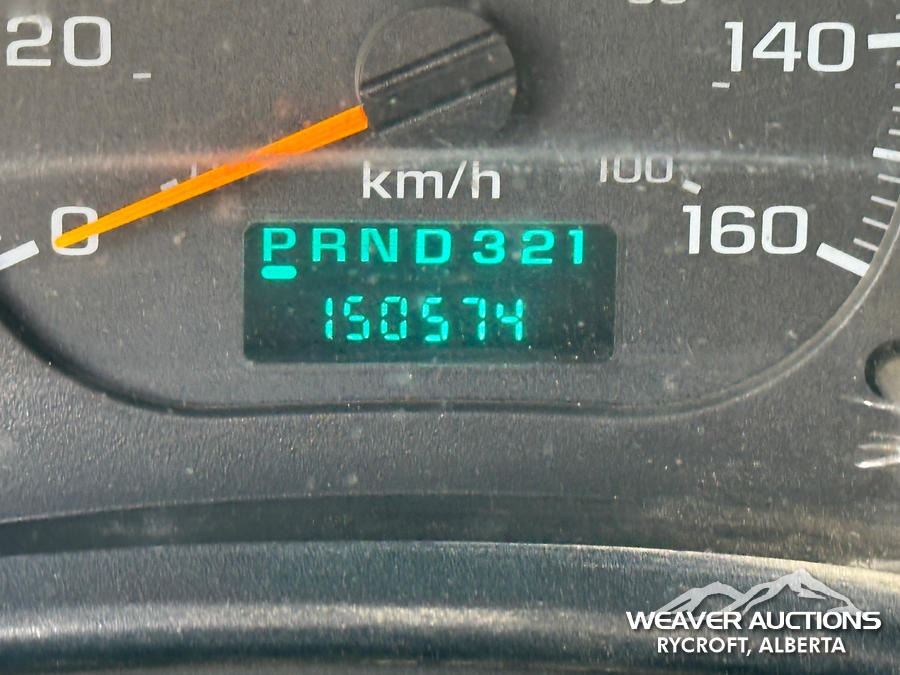 20
140
km/h
100
0
160
PRND321
150574
WEAVER AUCTIONS
RYCROFT, ALBERTA